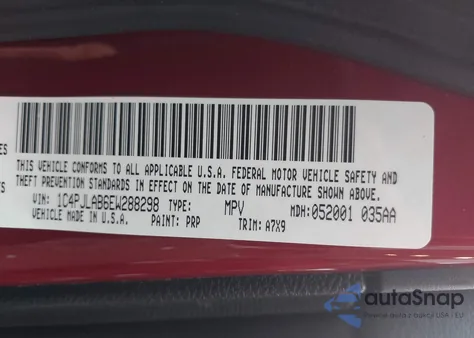 ES
THIS VEHICLE CONFORMS TO ALL APPLICABLE U.S.A. FEDERAL MOTOR VEHICLE SAFETY AND
TS
THEFT PREVENTION STANDARDS IN EFFECT ON THE DATE OF MANUFACTURE SHOWN ABOVE.
VIN: 1C4PJLAB6EW288298 TYPE: MPV MDH:052001 035AA
VEHICLE MADE IN U.S.A. PAINT: PRP TRIM: A7X9
autoSnap